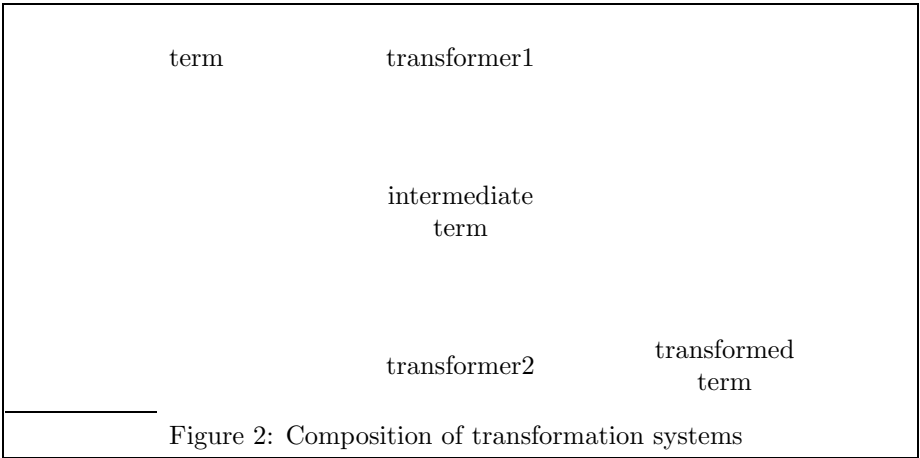 term
transformer1
intermediate
term
transformer2
transformed
term
Figure 2: Composition of transformation systems